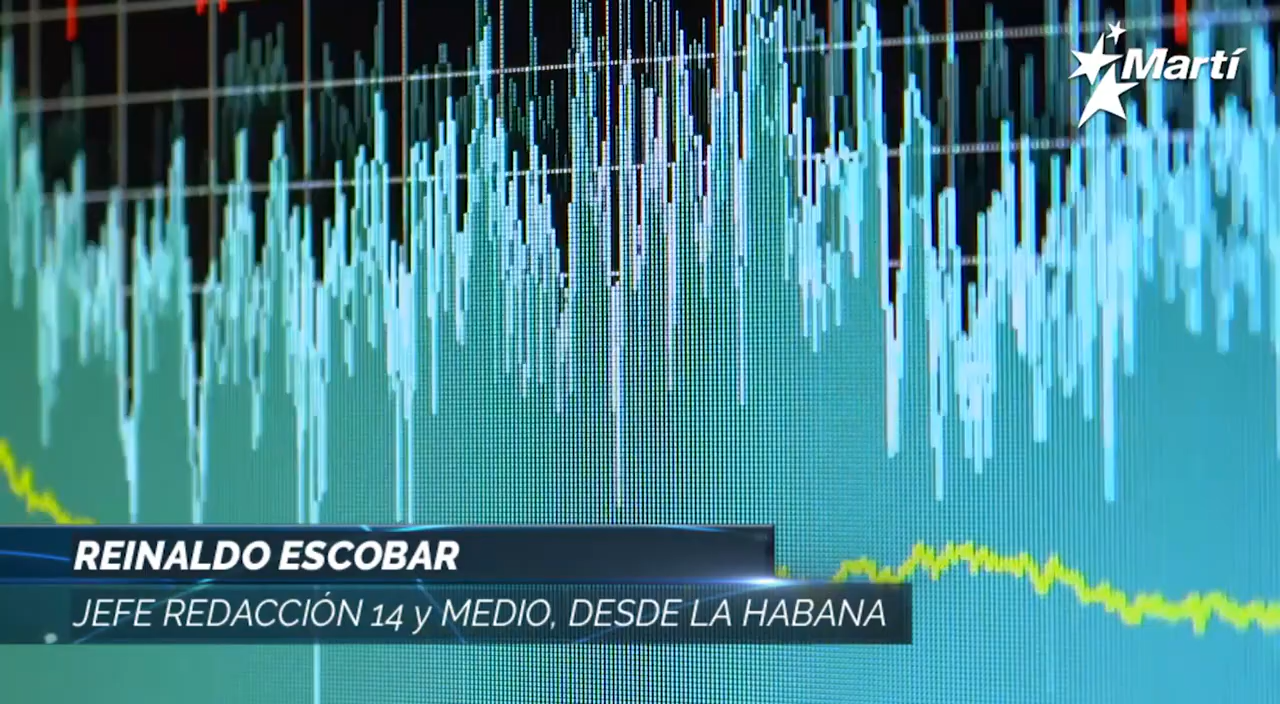 Martí
REINALDO ESCOBAR
JEFE REDACCIÓN 14 y MEDIO, DESDE LA HABANA